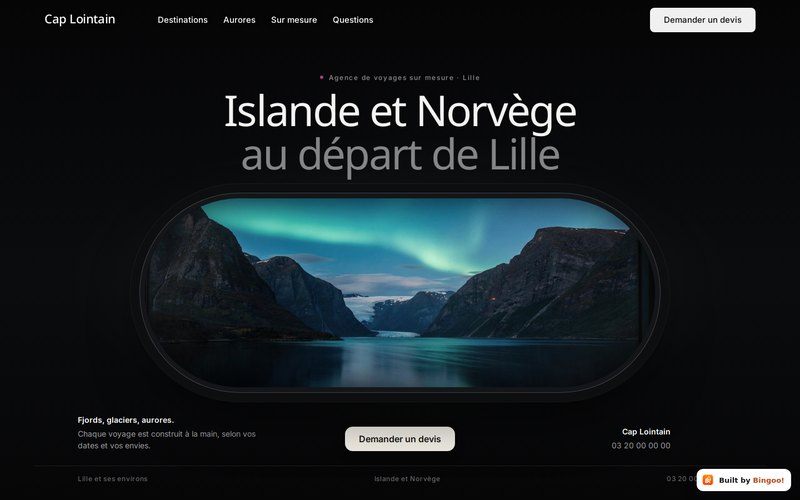 Cap Lointain
Destinations
Aurores
Sur mesure
Questions
Demander un devis
Agence de voyages sur mesure · Lille
Islande et Norvège
au départ de Lille
Fjords, glaciers, aurores.
Chaque voyage est construit à la main, selon vos
dates et vos envies.
Demander un devis
Cap Lointain
03 20 00 00 00
Lille et ses environs
Islande et Norvège
03 20
Built by Bingoo!